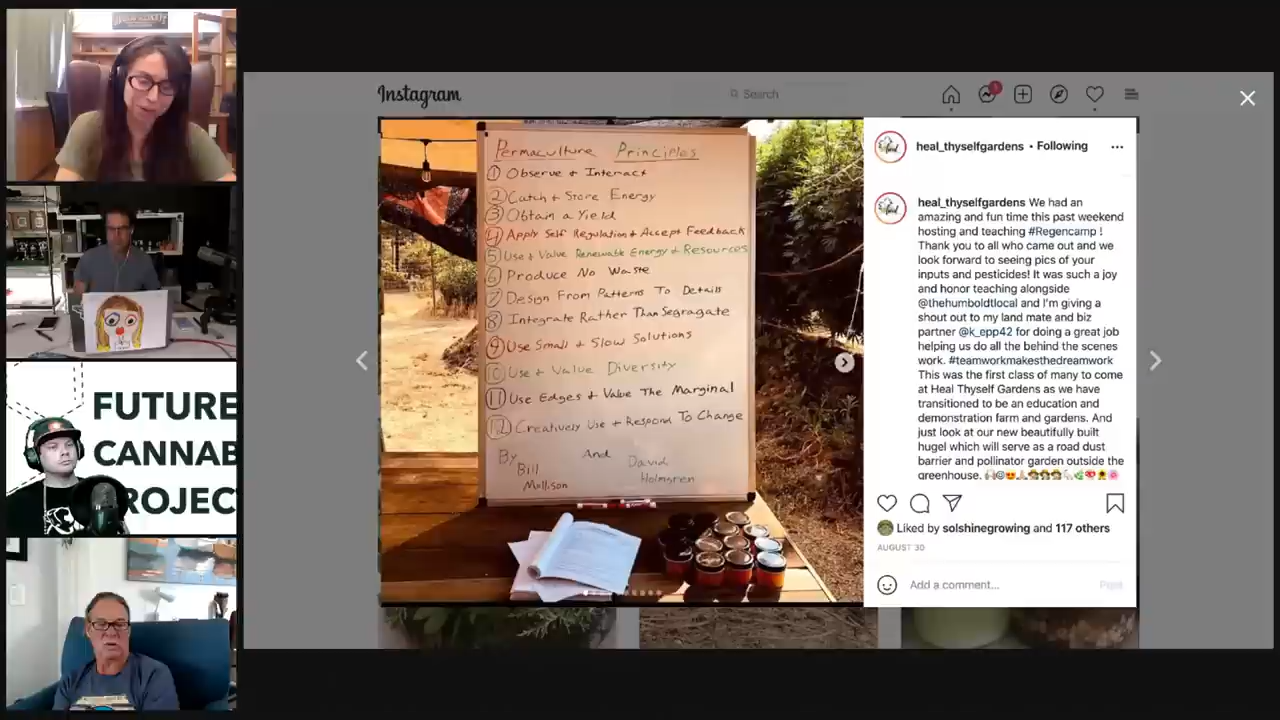 FUTURE
CANNAB
PROJEC
Instagram
Search
Permaculture Principles
① Observe + Interact
② Catch + Store Energy
③ Obtain a Yield
④ Apply Self Regulation + Accept Feedback
⑤ Use + Value Renewable Energy + Resources
⑥ Produce No Waste
⑦ Design From Patterns To Details
⑧ Integrate Rather Than Segragate
⑨ Use Small + Slow Solutions
⑩ Use + Value Diversity
⑪ Use Edges + Value The Marginal
⑫ Creatively Use + Respond To Change
By Bill Mollison And David Holmgren
heal_thyselfgardens • Following
heal_thyselfgardens We had an
amazing and fun time this past weekend
hosting and teaching #Regencamp !
Thank you to all who came out and we
look forward to seeing pics of your
inputs and pesticides! It was such a joy
and honor teaching alongside
@thehumboldtlocal and I'm giving a
shout out to my land mate and biz
partner @k_epp42 for doing a great job
helping us do all the behind the scenes
work. #teamworkmakesthedreamwork
This was the first class of many to come
at Heal Thyself Gardens as we have
transitioned to be an education and
demonstration farm and gardens. And
just look at our new beautifully built
hugel which will serve as a road dust
barrier and pollinator garden outside the
greenhouse.
Liked by solshinegrowing and 117 others
AUGUST 30
Add a comment...
Post